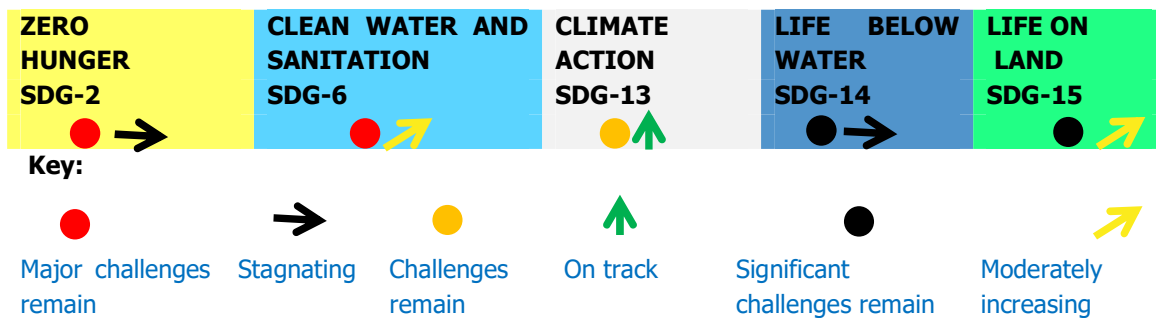 ZERO HUNGER SDG-2
CLEAN WATER AND SANITATION SDG-6
CLIMATE ACTION SDG-13
LIFE BELOW WATER SDG-14
LIFE ON LAND SDG-15
Key:
Major challenges remain
Stagnating
Challenges remain
On track
Significant challenges remain
Moderately increasing